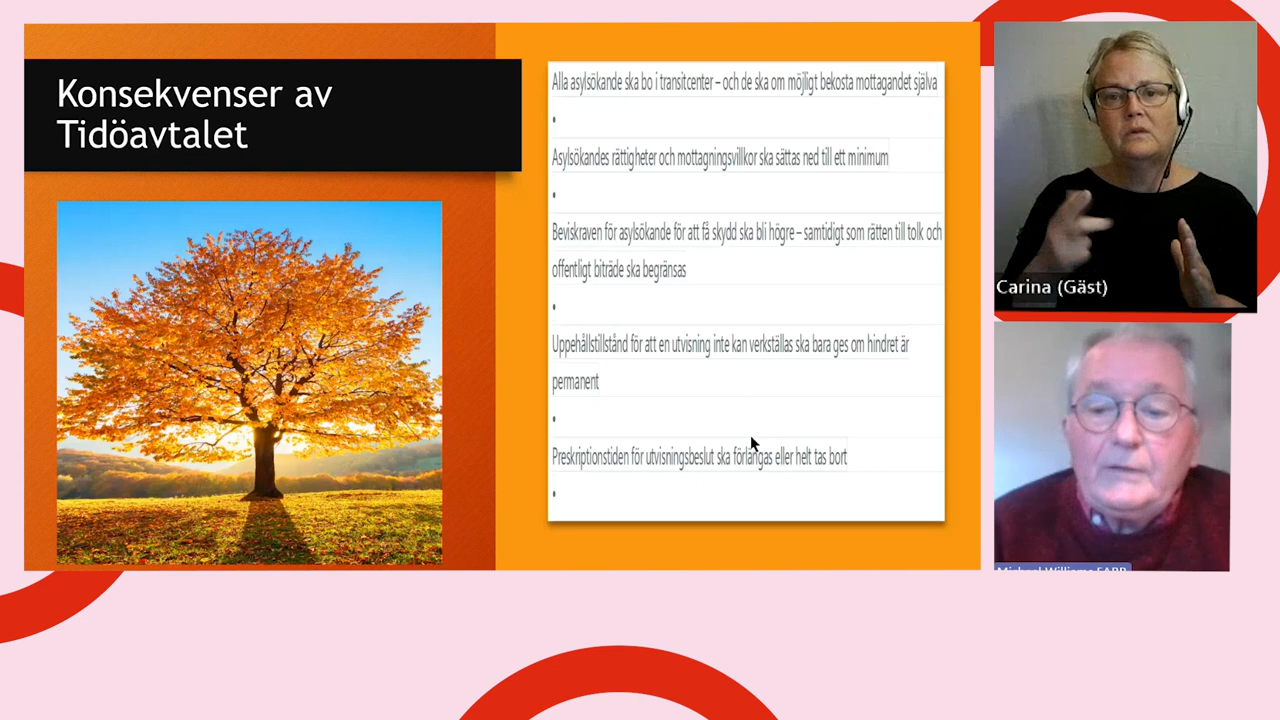 Konsekvenser av
Tidöavtalet
Alla asylsökande ska bo i transitcenter – och de ska om möjligt bekosta mottagandet själva
•
Asylsökandes rättigheter och mottagningsvillkor ska sättas ned till ett minimum
•
Beviskraven för asylsökande för att få skydd ska bli högre – samtidigt som rätten till tolk och
offentligt biträde ska begränsas
•
Uppehållstillstånd för att en utvisning inte kan verkställas ska bara ges om hindret är
permanent
•
Preskriptionstiden för utvisningsbeslut ska förlängas eller helt tas bort
•
Carina (Gäst)
Michael Williams FARR